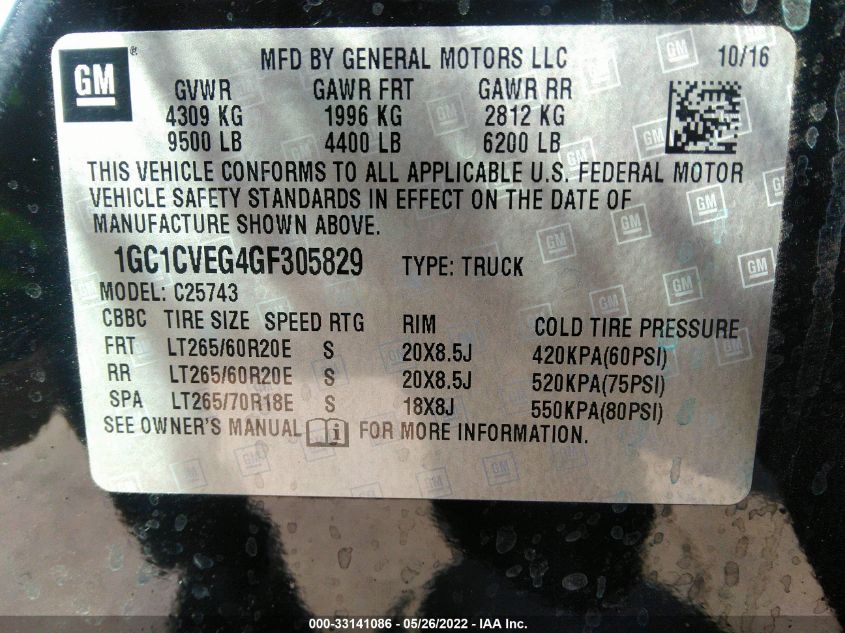 GM ® MFD BY GENERAL MOTORS LLC 10/16
GVWR GAWR FRT GAWR RR
4309 KG 1996 KG 2812 KG
9500 LB 4400 LB 6200 LB
THIS VEHICLE CONFORMS TO ALL APPLICABLE U.S. FEDERAL MOTOR
VEHICLE SAFETY STANDARDS IN EFFECT ON THE DATE OF
MANUFACTURE SHOWN ABOVE.
1GC1CVEG4GF305829 TYPE: TRUCK
MODEL: C25743
CBBC TIRE SIZE SPEED RTG RIM COLD TIRE PRESSURE
FRT LT265/60R20E S 20X8.5J 420KPA(60PSI)
RR LT265/60R20E S 20X8.5J 520KPA(75PSI)
SPA LT265/70R18E S 18X8J 550KPA(80PSI)
SEE OWNER'S MANUAL i FOR MORE INFORMATION.
000-33141086 - 05/26/2022 - IAA Inc.